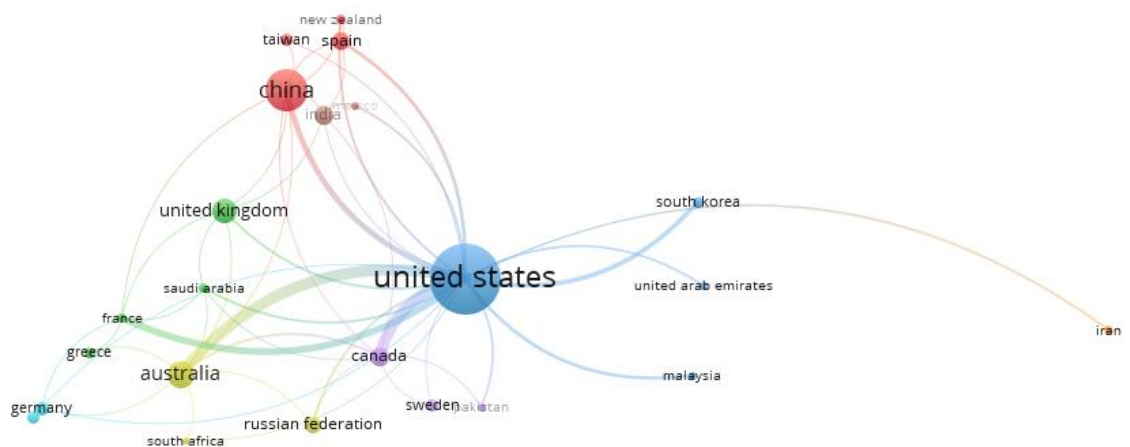 new zealand
taiwan
spain
china
mexico
india
united kingdom
south korea
united states
saudi arabia
united arab emirates
france
iran
greece
canada
australia
malaysia
germany
sweden
pakistan
russian federation
south africa